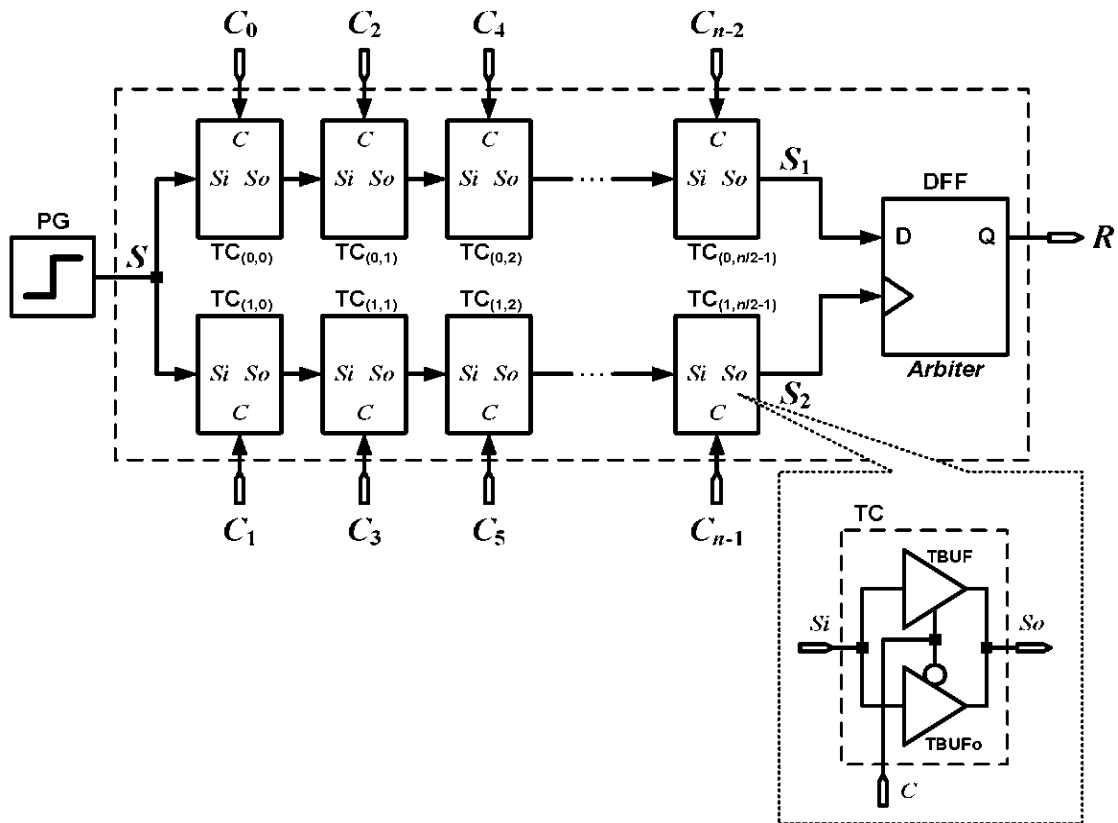 C0 C2 C4 Cn-2
C C C C
Si So Si So Si So ··· Si So
S1
DFF
PG
TC(0,0) TC(0,1) TC(0,2) TC(0,n/2-1)
D Q R
S
TC(1,0) TC(1,1) TC(1,2) TC(1,n/2-1)
Si So Si So Si So ··· Si So
Arbiter
S2
C C C C
C1 C3 C5 Cn-1
TC
TBUF
Si So
TBUFo
C